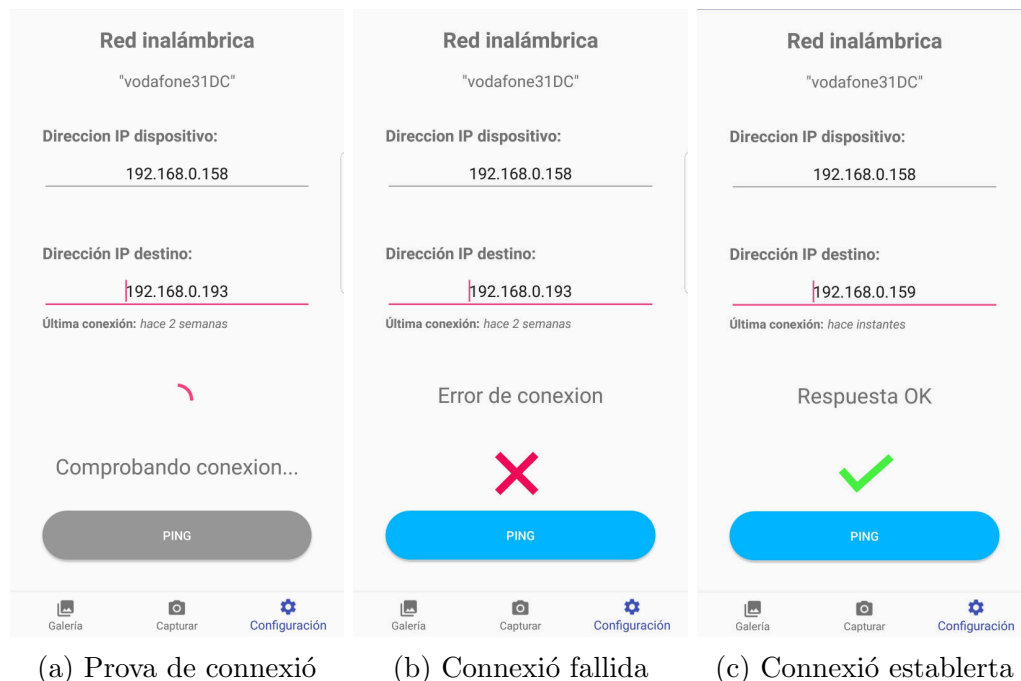 Red inalámbrica
"vodafone31DC"
Direccion IP dispositivo:
192.168.0.158
Dirección IP destino:
192.168.0.193
Última conexión: hace 2 semanas
Comprobando conexion...
PING
Galería
Capturar
Configuración
(a) Prova de connexió
Red inalámbrica
"vodafone31DC"
Direccion IP dispositivo:
192.168.0.158
Dirección IP destino:
192.168.0.193
Última conexión: hace 2 semanas
Error de conexion
PING
Galería
Capturar
Configuración
(b) Connexió fallida
Red inalámbrica
"vodafone31DC"
Direccion IP dispositivo:
192.168.0.158
Dirección IP destino:
192.168.0.159
Última conexión: hace instantes
Respuesta OK
PING
Galería
Capturar
Configuración
(c) Connexió establerta